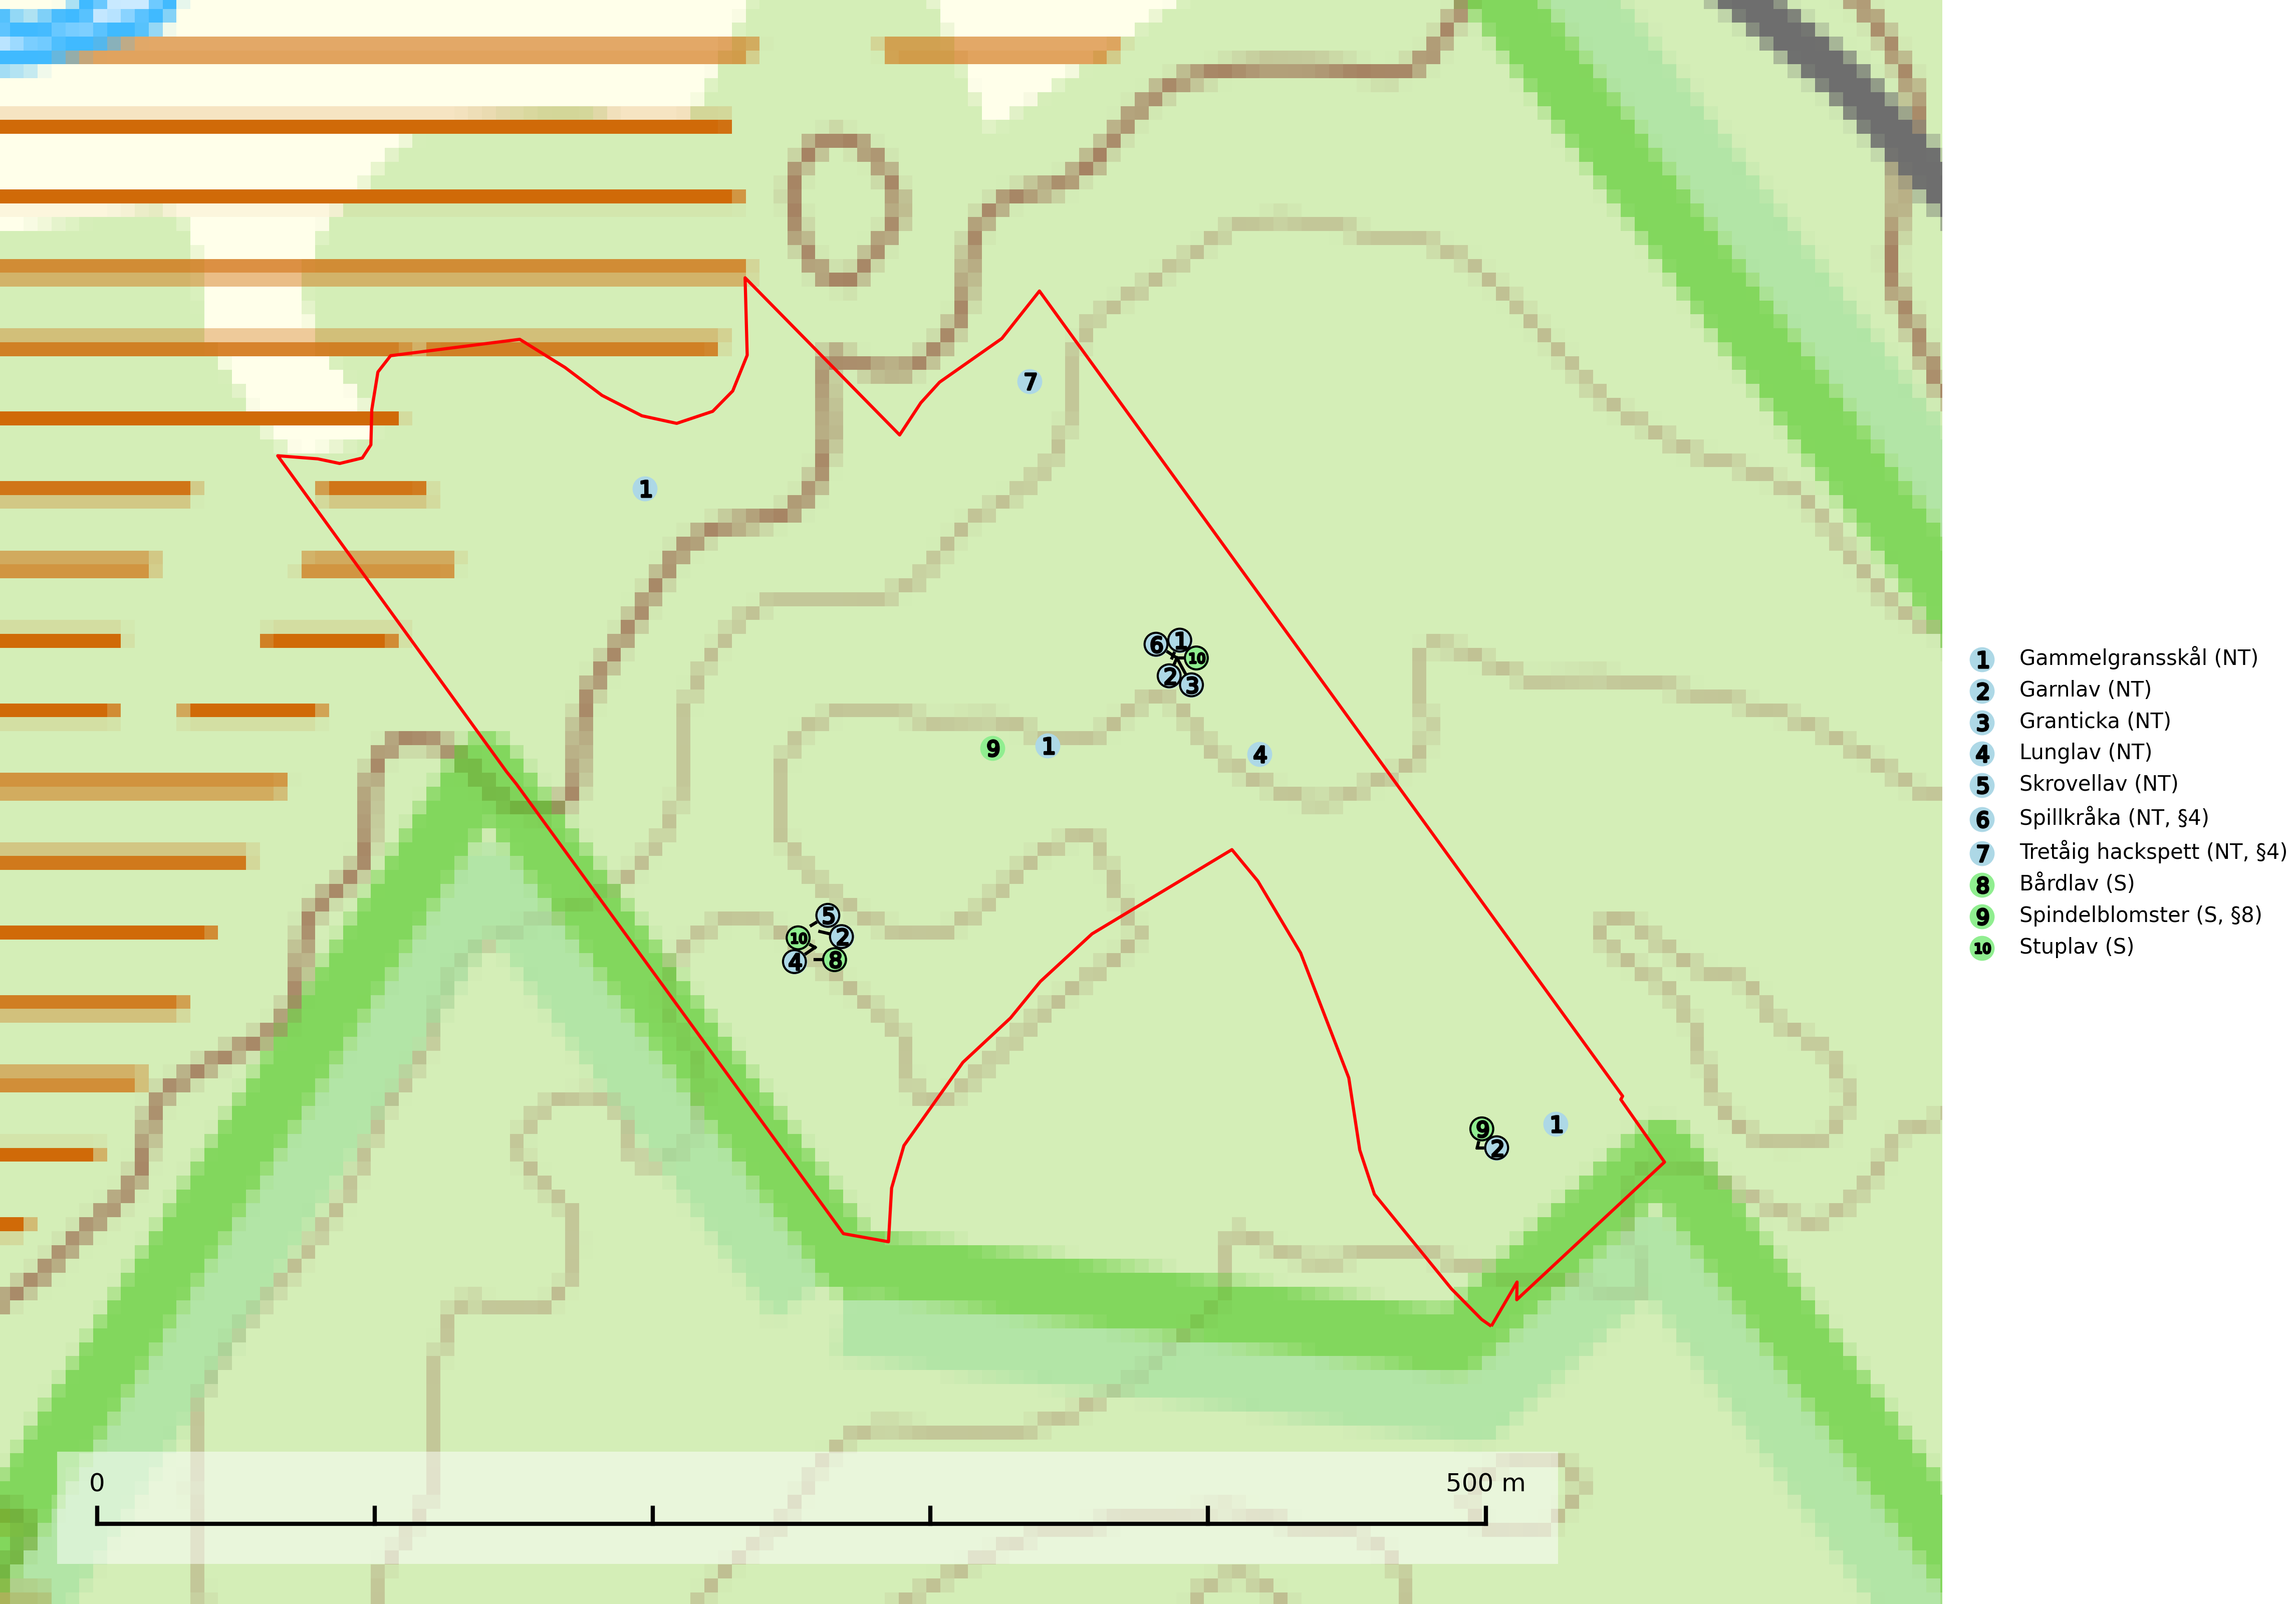 7
1
6 1
10
2 3
9 1 4
5
10 2
4 8
9 1
2
1 Gammelgransskål (NT)
2 Garnlav (NT)
3 Granticka (NT)
4 Lunglav (NT)
5 Skrovellav (NT)
6 Spillkråka (NT, §4)
7 Tretåig hackspett (NT, §4)
8 Bårdlav (S)
9 Spindelblomster (S, §8)
10 Stuplav (S)
0 500 m